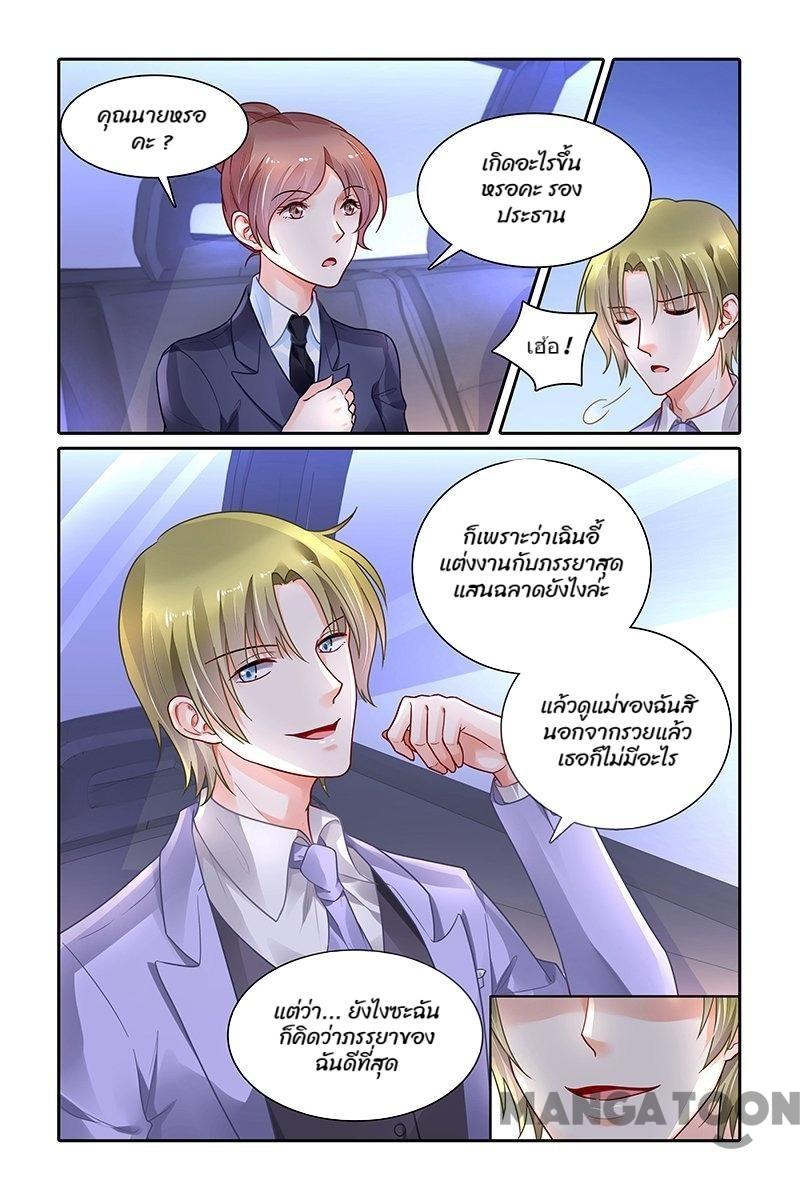 คุณนายหรอ
คะ ?
เกิดอะไรขึ้น
หรอคะ รอง
ประธาน
เฮ้อ !
ก็เพราะว่าเฉินอี้
แต่งงานกับภรรยาสุด
แสนฉลาดยังไงล่ะ
แล้วดูแม่ของฉันสิ
นอกจากรวยแล้ว
เธอก็ไม่มีอะไร
แต่ว่า... ยังไงซะฉัน
ก็คิดว่าภรรยาของ
ฉันดีที่สุด
MANGATOON